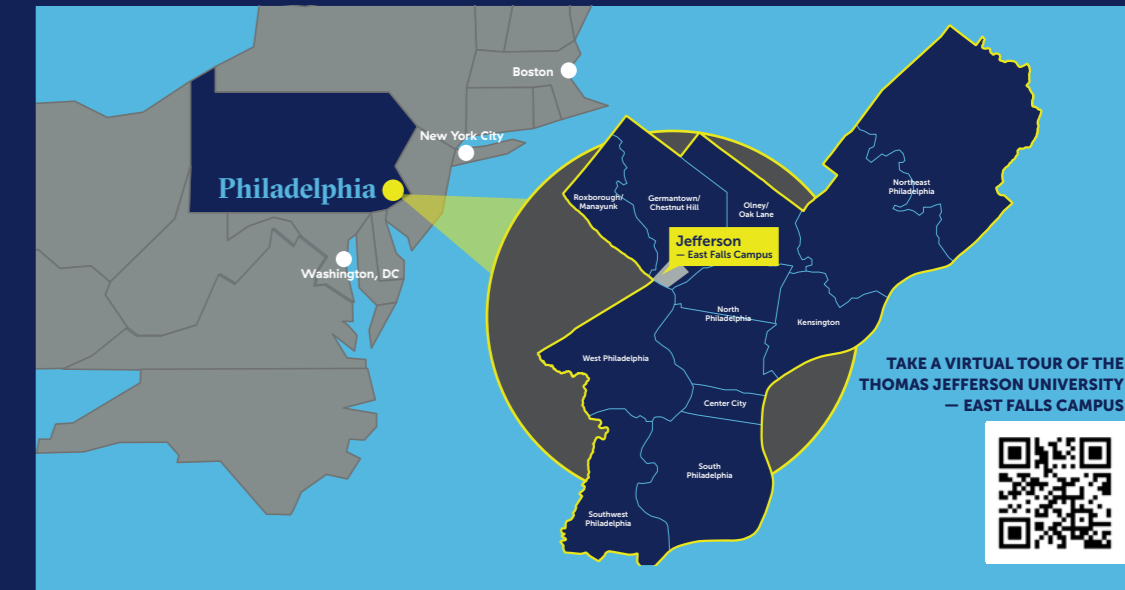 Boston
New York City
Philadelphia
Washington, DC
Roxborough/
Manayunk
Germantown/
Chestnut Hill
Olney/
Oak Lane
Northeast
Philadelphia
Jefferson
— East Falls Campus
North
Philadelphia
Kensington
West Philadelphia
Center City
South
Philadelphia
Southwest
Philadelphia
TAKE A VIRTUAL TOUR OF THE
THOMAS JEFFERSON UNIVERSITY
— EAST FALLS CAMPUS